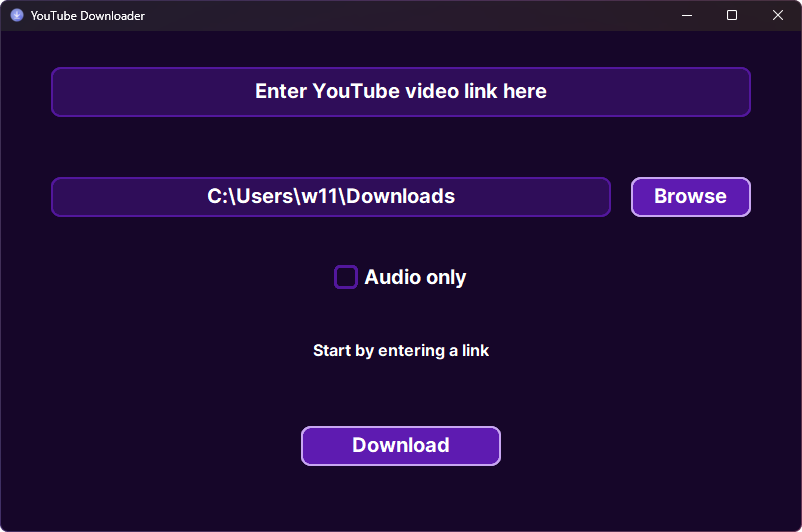 YouTube Downloader
Enter YouTube video link here
C:\Users\w11\Downloads
Browse
Audio only
Start by entering a link
Download